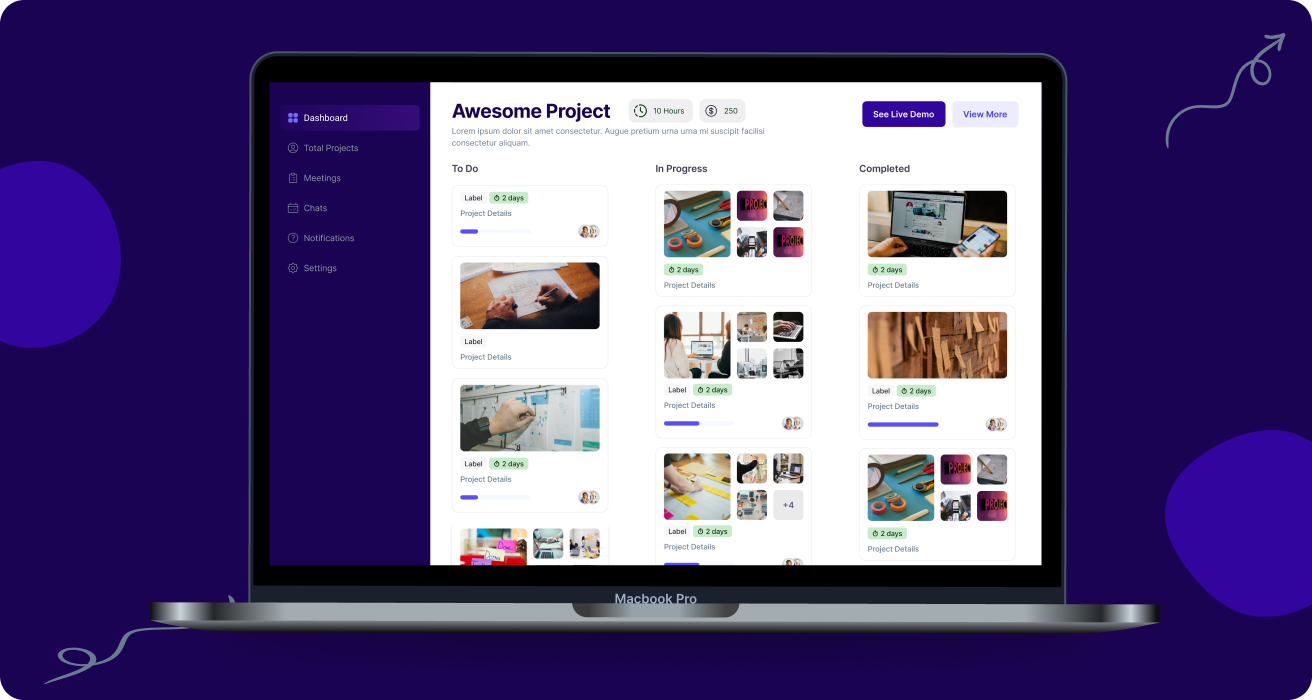 Dashboard
Total Projects
Meetings
Chats
Notifications
Settings
Awesome Project
10 Hours
250
See Live Demo
View More
Lorem ipsum dolor sit amet consectetur. Augue pretium urna urna mi suscipit facilisi
consectetur aliquam.
To Do
Label
2 days
Project Details
Label
Project Details
Label
2 days
Project Details
In Progress
PROJEC
PROJEC
2 days
Project Details
Label
2 days
Project Details
+4
Label
2 days
Project Details
Completed
2 days
Project Details
Label
2 days
Project Details
PROJEC
PROJEC
2 days
Project Details
Macbook Pro